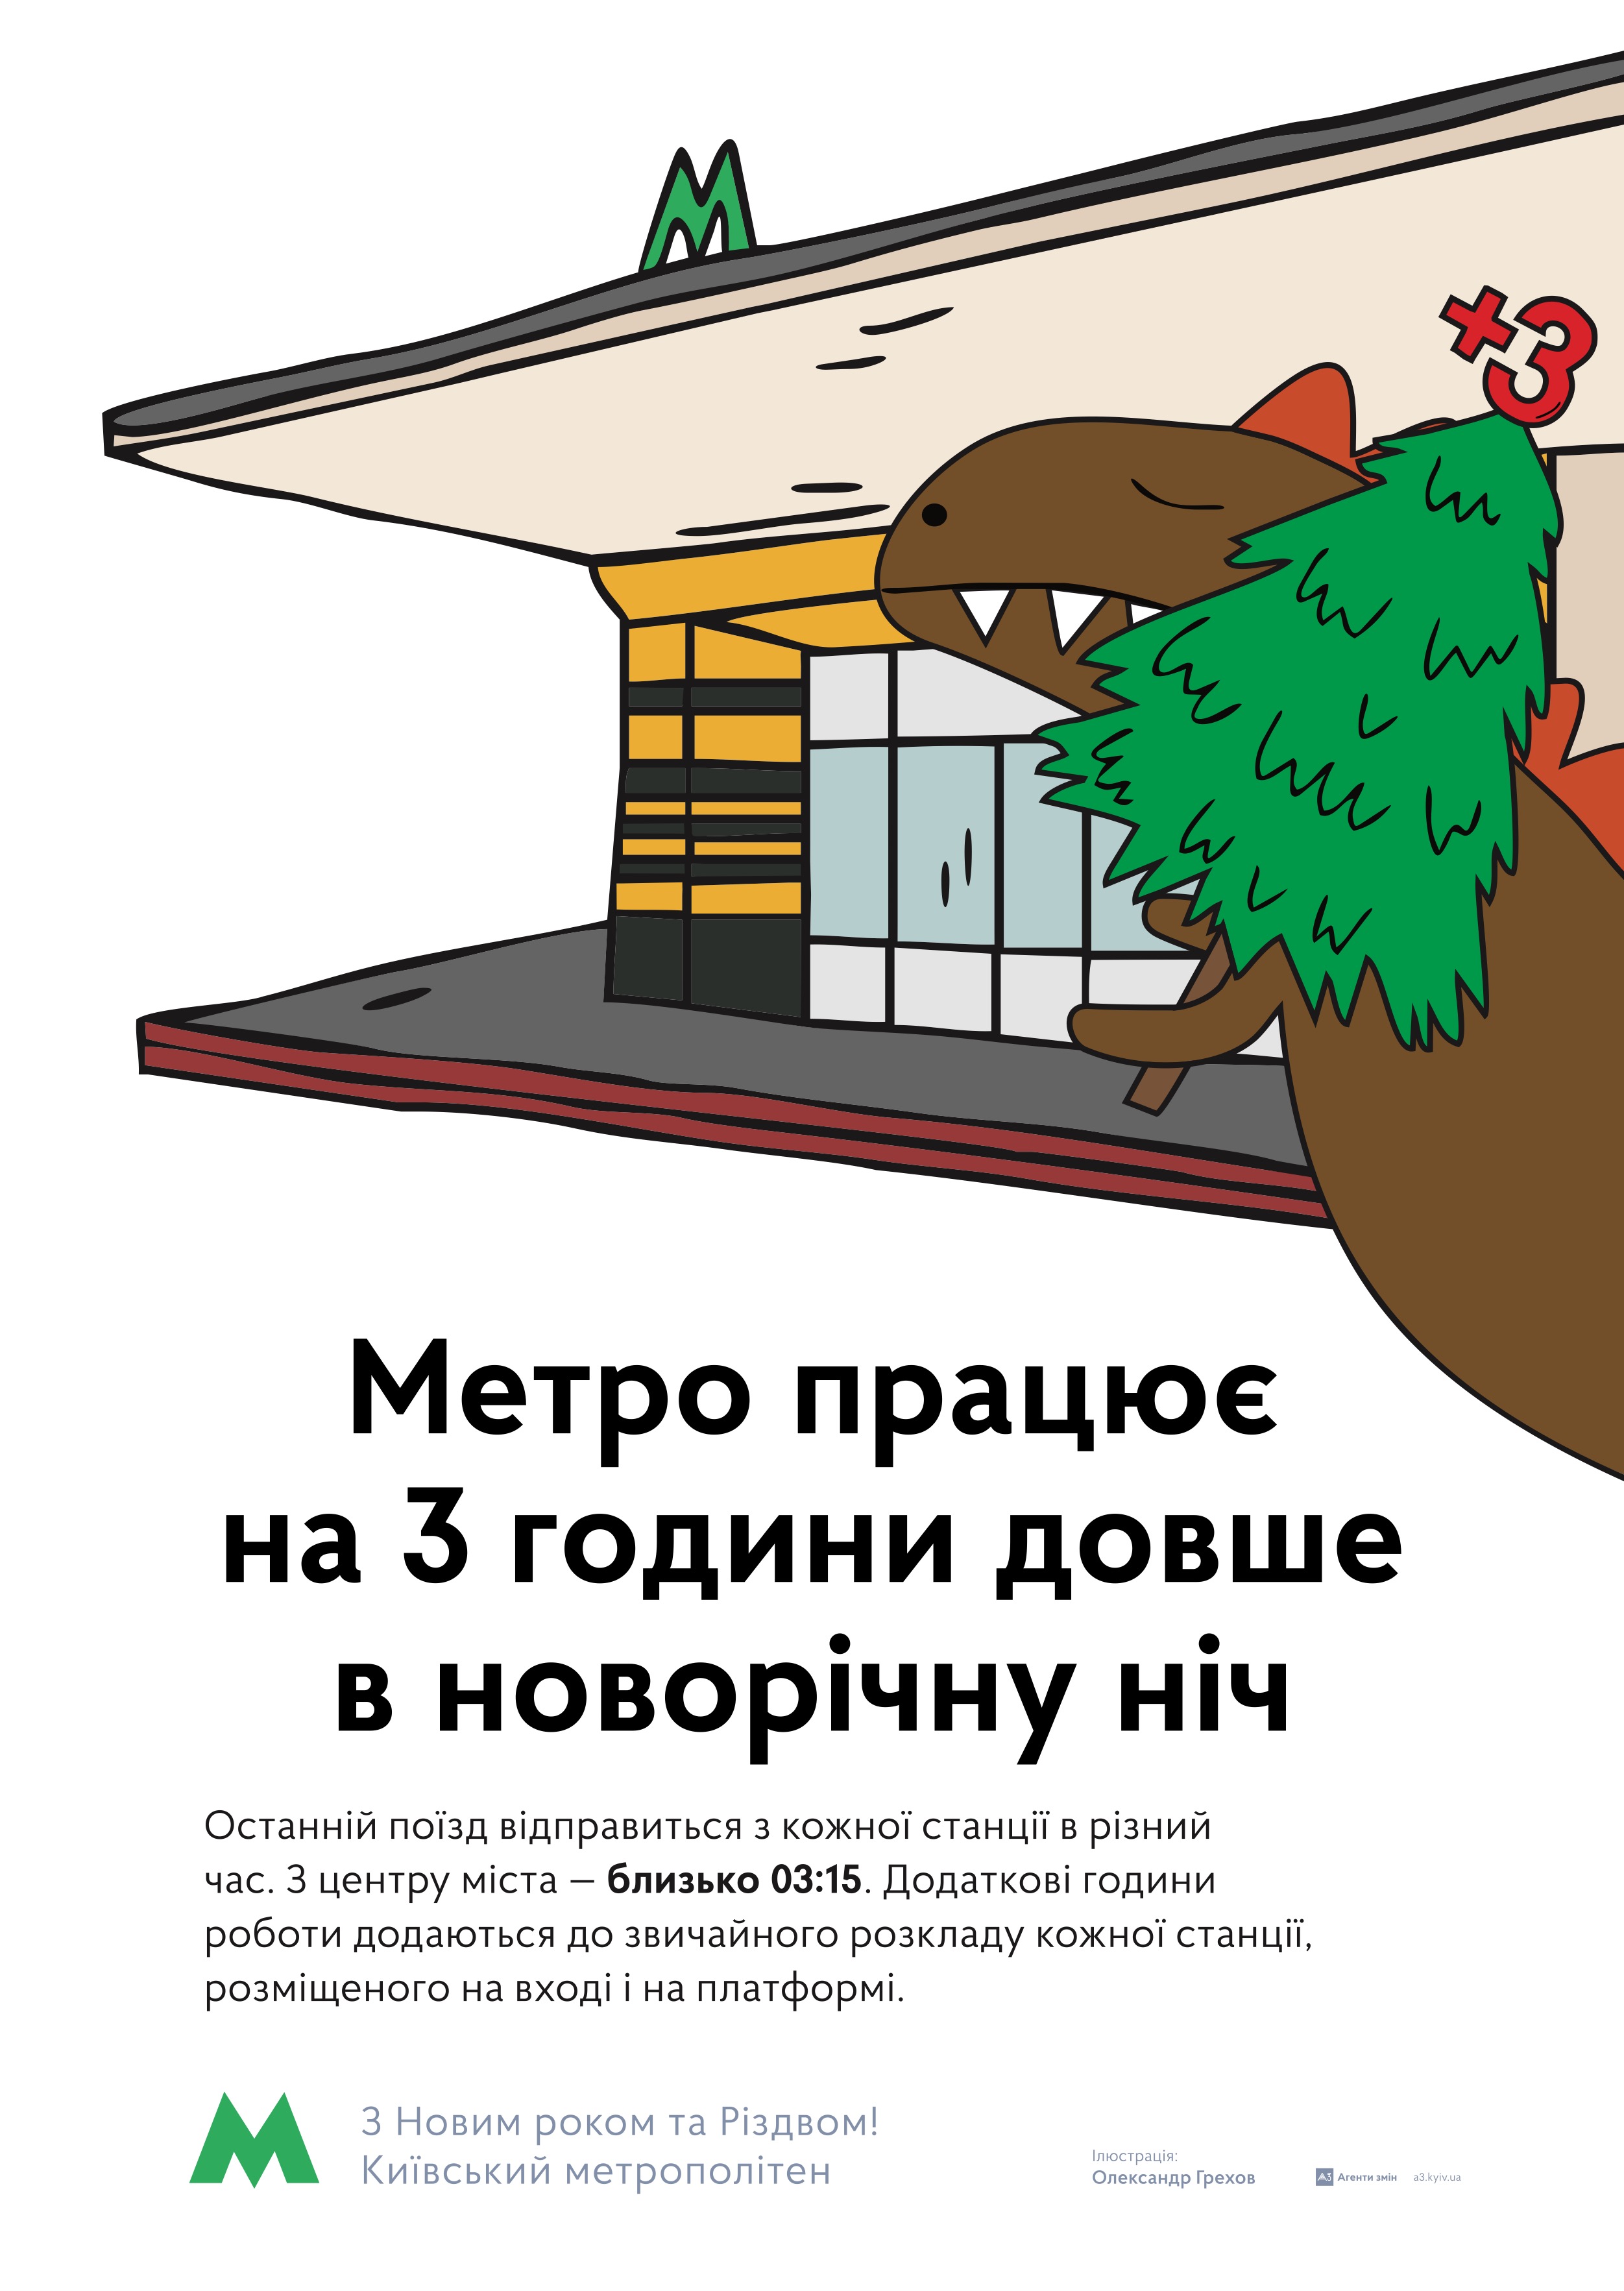 М
+3
Метро працює
на 3 години довше
в новорічну ніч
Останній поїзд відправиться з кожної станції в різний
час. З центру міста – близько 03:15. Додаткові години
роботи додаються до звичайного розкладу кожної станції,
розміщеного на вході і на платформі.
М
З Новим роком та Різдвом!
Київський метрополітен
Ілюстрація:
Олександр Грехов
А3 Агенти змін a3.kyiv.ua